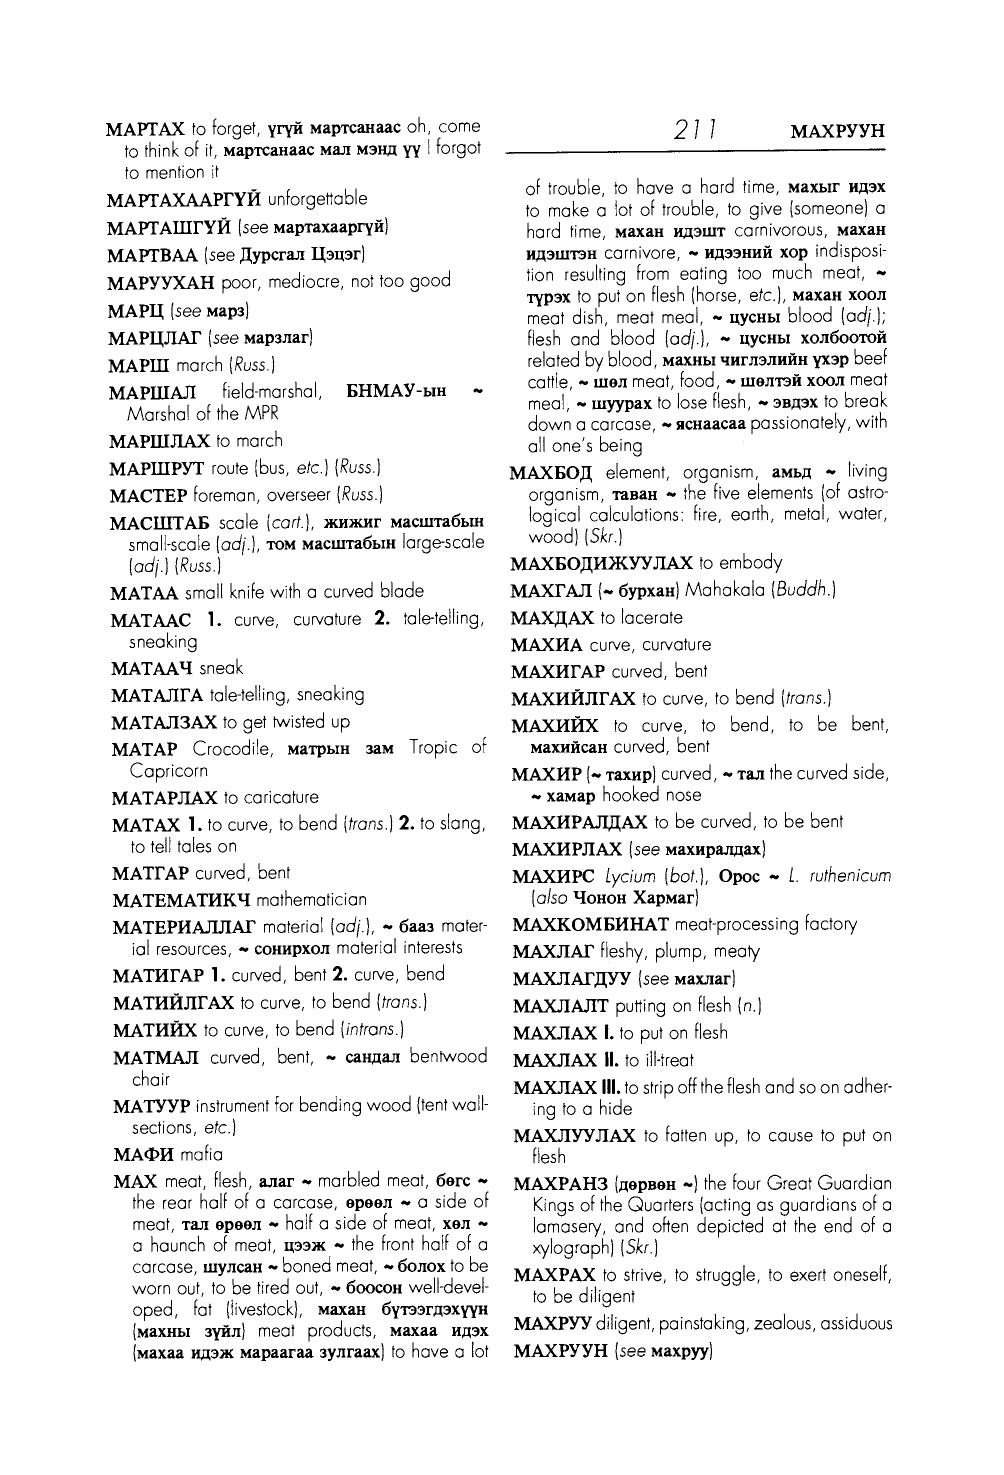 МАРТАХ to forget, үгүй мартсанаас oh, come
to think of it, мартсанаас мал мэнд үү I forgot
to mention it
МАРТАХААРГҮЙ unforgettable
МАРТАШГҮЙ (see мартахааргүй)
МАРТВАА (see Дурсгал Цэцэг)
МАРУУХАН poor, mediocre, not too good
МАРЦ (see марз)
МАРЦЛАГ (see марзлаг)
МАРШ march (Russ.)
МАРШАЛ field-marshal, БНМАУ-ын ~
Marshal of the MPR
МАРШЛАХ to march
МАРШРУТ route (bus, etc.) (Russ.)
МАСТЕР foreman, overseer (Russ.)
МАСШТАБ scale (cart.), жижиг масштабын
small-scale (adj.), том масштабын large-scale
(adj.) (Russ.)
МАТАА small knife with a curved blade
МАТААС 1. curve, curvature 2. tale-telling,
sneaking
МАТААЧ sneak
МАТАЛГА tale-telling, sneaking
МАТАЛЗАХ to get twisted up
МАТАР Crocodile, матрын зам Tropic of
Capricorn
МАТАРЛАХ to caricature
МАТАХ 1. to curve, to bend (trans.) 2. to slang,
to tell tales on
МАТГАР curved, bent
МАТЕМАТИКЧ mathematician
МАТЕРИАЛЛАГ material (adj.), ~ бааз mater-
ial resources, ~ сонирхол material interests
МАТИГАР 1. curved, bent 2. curve, bend
МАТИЙЛГАХ to curve, to bend (trans.)
МАТИЙХ to curve, to bend (intrans.)
МАТМАЛ curved, bent, ~ сандал bentwood
chair
МАТУУР instrument for bending wood (tent wall-
sections, etc.)
МАФИ mafia
МАХ meat, flesh, алаг ~ marbled meat, бөгс ~
the rear half of a carcase, өрөөл ~ a side of
meat, тал өрөөл ~ half a side of meat, хөл ~
a haunch of meat, цээж ~ the front half of a
carcase, шулсан ~ boned meat, ~ болох to be
worn out, to be tired out, ~ боосон well-devel-
oped, fat (livestock), махан бүтээгдэхүүн
(махны зүйл) meat products, махаа идэх
(махаа идэж мараагаа зулгаах) to have a lot
211 МАХРУУН
of trouble, to have a hard time, махыг идэх
to make a lot of trouble, to give (someone) a
hard time, махан идэшт carnivorous, махан
идэштэн carnivore, ~ идээний хор indisposi-
tion resulting from eating too much meat, ~
түрэх to put on flesh (horse, etc.), махан хоол
meat dish, meat meal, ~ цусны blood (adj.);
flesh and blood (adj.), ~ цусны холбоотой
related by blood, махны чиглэлийн үхэр beef
cattle, ~ шөл meat, food, ~ шөлтэй хоол meat
meal, ~ шуурах to lose flesh, ~ эвдэх to break
down a carcase, ~ яснаасаа passionately, with
all one's being
МАХБОД element, organism, амьд ~ living
organism, таван ~ the five elements (of astro-
logical calculations: fire, earth, metal, water,
wood) (Skr.)
МАХБОДИЖУУЛАХ to embody
МАХГАЛ (~ бурхан) Mahakala (Buddh.)
МАХДАХ to lacerate
МАХИА curve, curvature
МАХИГАР curved, bent
МАХИЙЛГАХ to curve, to bend (trans.)
МАХИЙХ to curve, to bend, to be bent,
махийсан curved, bent
МАХИР (~ тахир) curved, ~ тал the curved side,
~ хамар hooked nose
МАХИРАЛДАХ to be curved, to be bent
МАХИРЛАХ (see махиралдах)
МАХИРС Lycium (bot.), Орос ~ L. ruthenicum
(also Чонон Хармаг)
МАХКОМБИНАТ meat-processing factory
МАХЛАГ fleshy, plump, meaty
МАХЛАГДУУ (see махлаг)
МАХЛАЛТ putting on flesh (n.)
МАХЛАХ I. to put on flesh
МАХЛАХ II. to ill-treat
МАХЛАХ III. to strip off the flesh and so on adher-
ing to a hide
МАХЛУУЛАХ to fatten up, to cause to put on
flesh
МАХРАНЗ (дөрвөн ~) the four Great Guardian
Kings of the Quarters (acting as guardians of a
lamasery, and often depicted at the end of a
xylograph) (Skr.)
МАХРАХ to strive, to struggle, to exert oneself,
to be diligent
МАХРУУ diligent, painstaking, zealous, assiduous
МАХРУУН (see махруу)